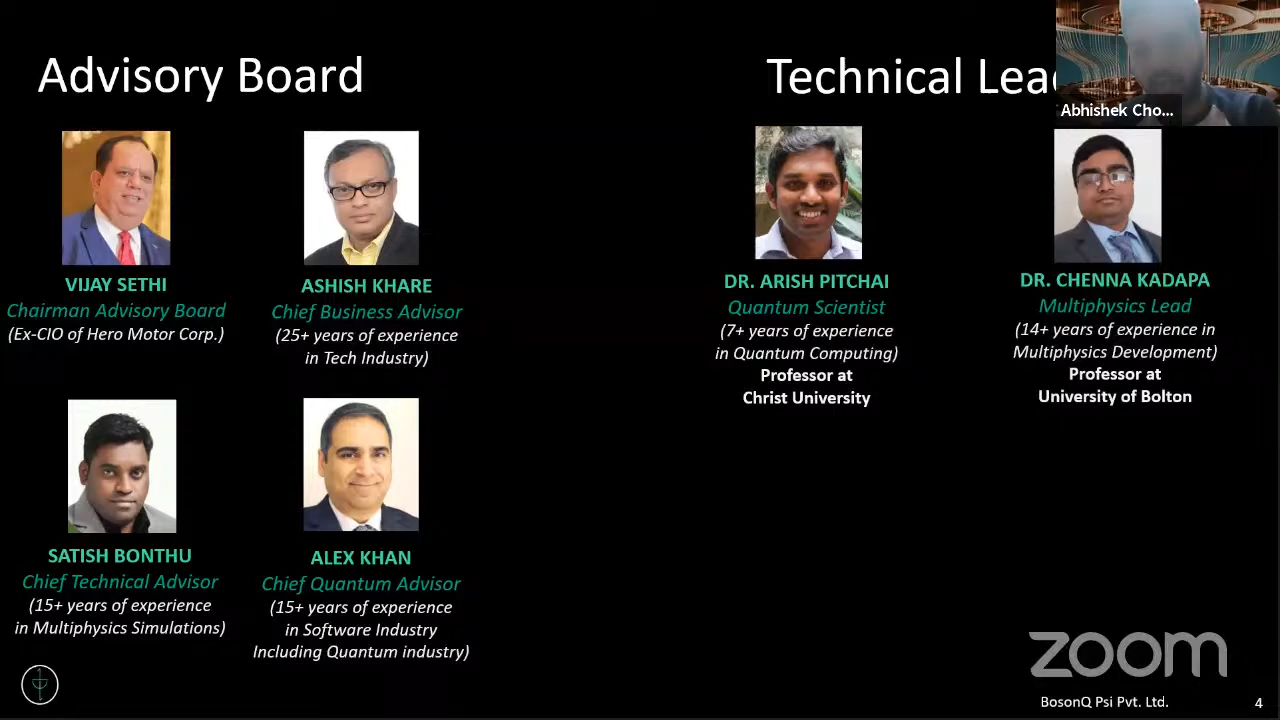 Advisory Board
Technical Lea
Abhishek Cho...
VIJAY SETHI
Chairman Advisory Board
(Ex-CIO of Hero Motor Corp.)
ASHISH KHARE
Chief Business Advisor
(25+ years of experience
in Tech Industry)
DR. ARISH PITCHAI
Quantum Scientist
(7+ years of experience
in Quantum Computing)
Professor at
Christ University
DR. CHENNA KADAPA
Multiphysics Lead
(14+ years of experience in
Multiphysics Development)
Professor at
University of Bolton
SATISH BONTHU
Chief Technical Advisor
(15+ years of experience
in Multiphysics Simulations)
ALEX KHAN
Chief Quantum Advisor
(15+ years of experience
in Software Industry
Including Quantum industry)
zoom
BosonQ Psi Pvt. Ltd.
4